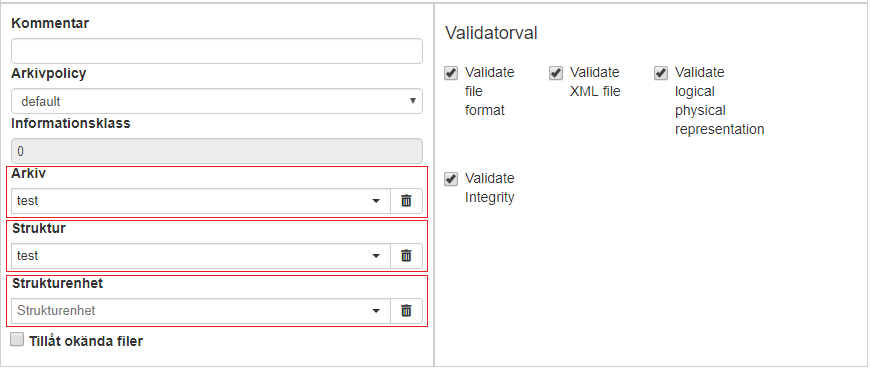 Kommentar
Arkivpolicy
default
Informationsklass
0
Arkiv
test
Struktur
test
Strukturenhet
Strukturenhet
Tillåt okända filer
Validatorval
Validate
file
format
Validate
XML file
Validate
logical
physical
representation
Validate
Integrity